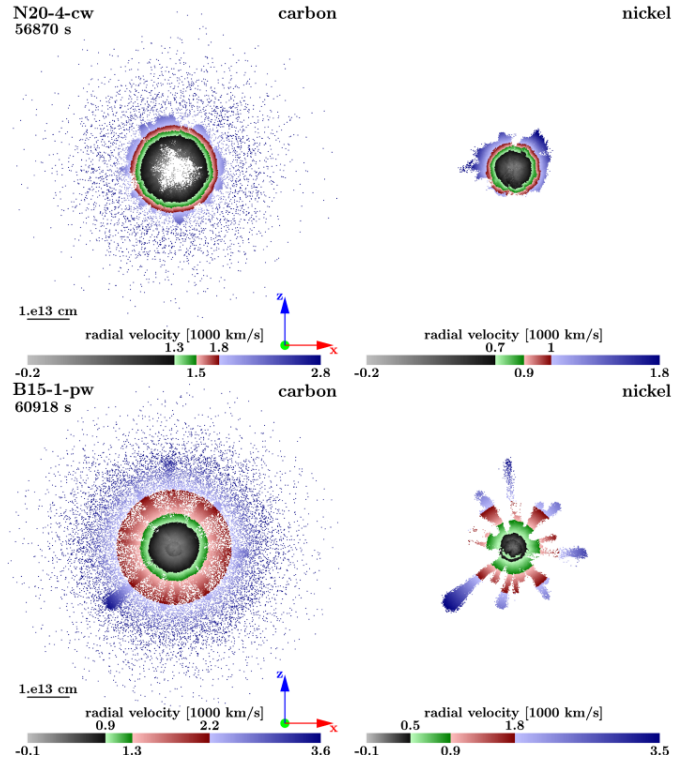 N20-4-cw carbon nickel
56870 s
1.e13 cm
z
x
radial velocity [1000 km/s] radial velocity [1000 km/s]
1.3 1.8 0.7 1
-0.2 1.5 2.8 -0.2 0.9 1.8
B15-1-pw carbon nickel
60918 s
1.e13 cm
z
x
radial velocity [1000 km/s] radial velocity [1000 km/s]
0.9 2.2 0.5 1.8
-0.1 1.3 3.6 -0.1 0.9 3.5